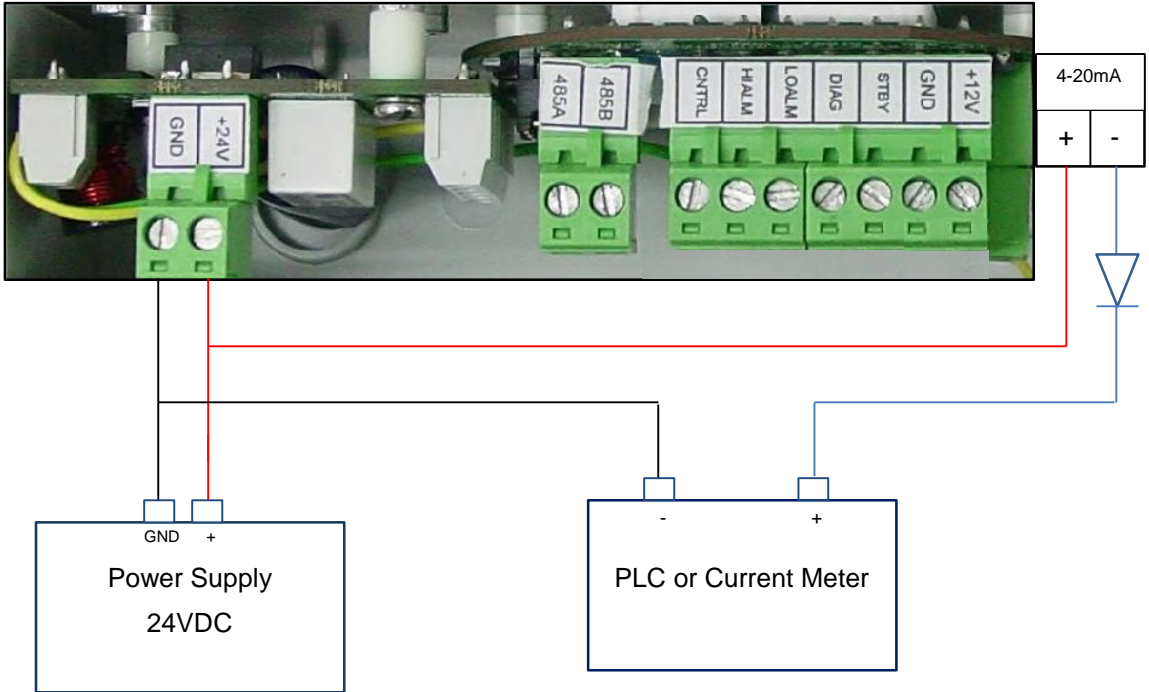 GND
+24V
485A
485B
CNTRL
HIALM
LOALM
DIAG
STBY
GND
+12V
4-20mA
+ -
GND +
Power Supply
24VDC
- +
PLC or Current Meter